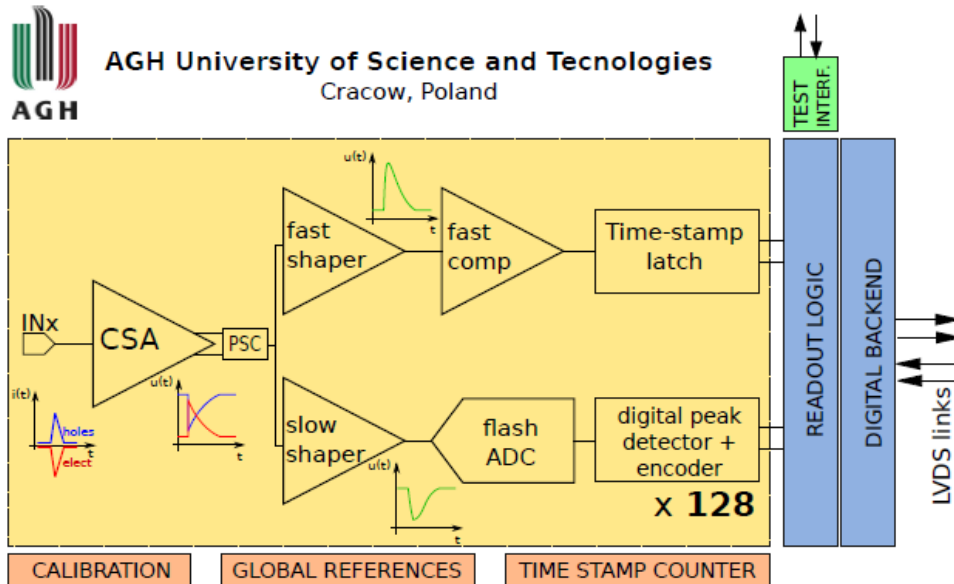 AGH
AGH University of Science and Tecnologies
Cracow, Poland
TEST
INTERF.
u(t)
t
fast
shaper
fast
comp
Time-stamp
latch
INx
CSA
PSC
i(t)
holes
elect
t
u(t)
t
slow
shaper
u(t)
t
flash
ADC
digital peak
detector +
encoder
x 128
READOUT LOGIC
DIGITAL BACKEND
LVDS links
CALIBRATION
GLOBAL REFERENCES
TIME STAMP COUNTER